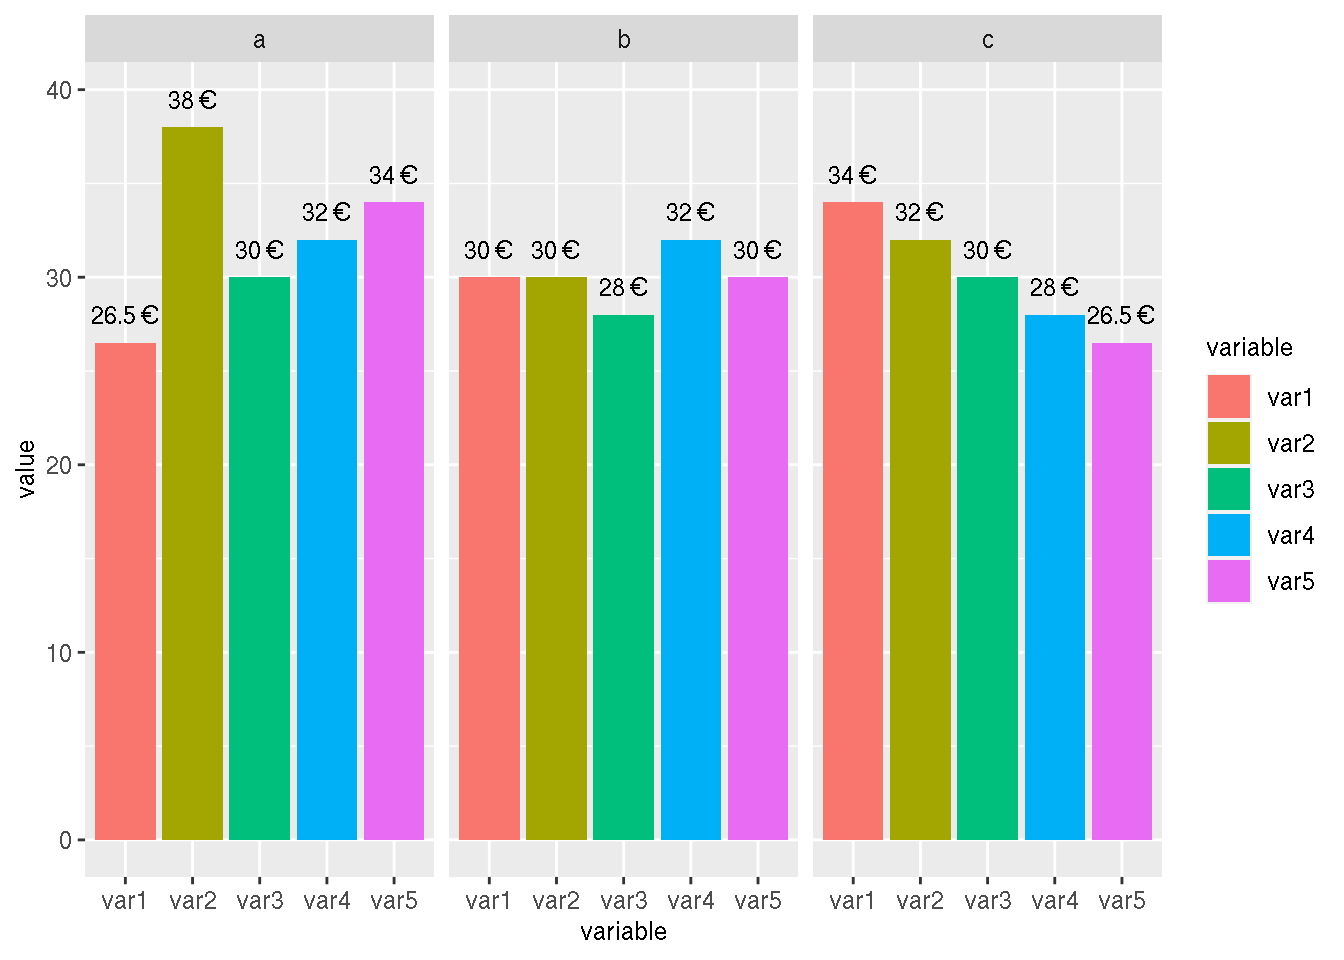 a b c
40
38 €
34 €
34 €
32 €
32 €
32 €
30 €
30 €
30 €
30 €
30 €
30
28 €
28 €
26.5 €
26.5 €
variable
var1
var2
value
20
var3
var4
var5
10
0
var1 var2 var3 var4 var5 var1 var2 var3 var4 var5 var1 var2 var3 var4 var5
variable